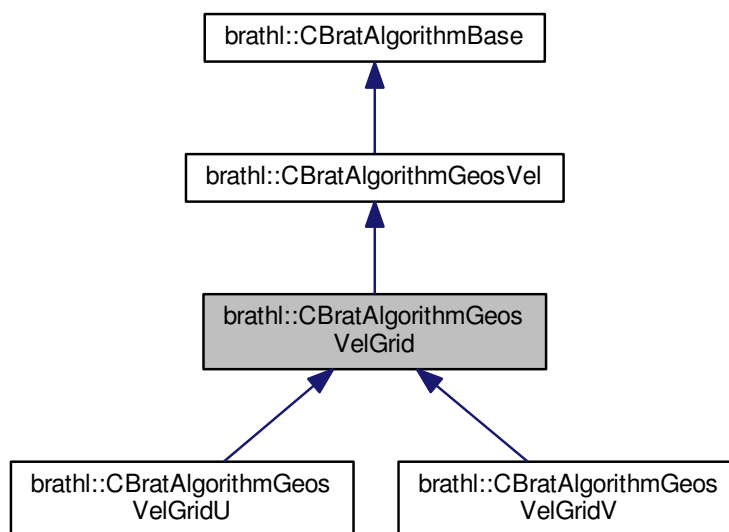 brathl::CBratAlgorithmBase
brathl::CBratAlgorithmGeosVel
brathl::CBratAlgorithmGeos
VelGrid
brathl::CBratAlgorithmGeos
VelGridU
brathl::CBratAlgorithmGeos
VelGridV